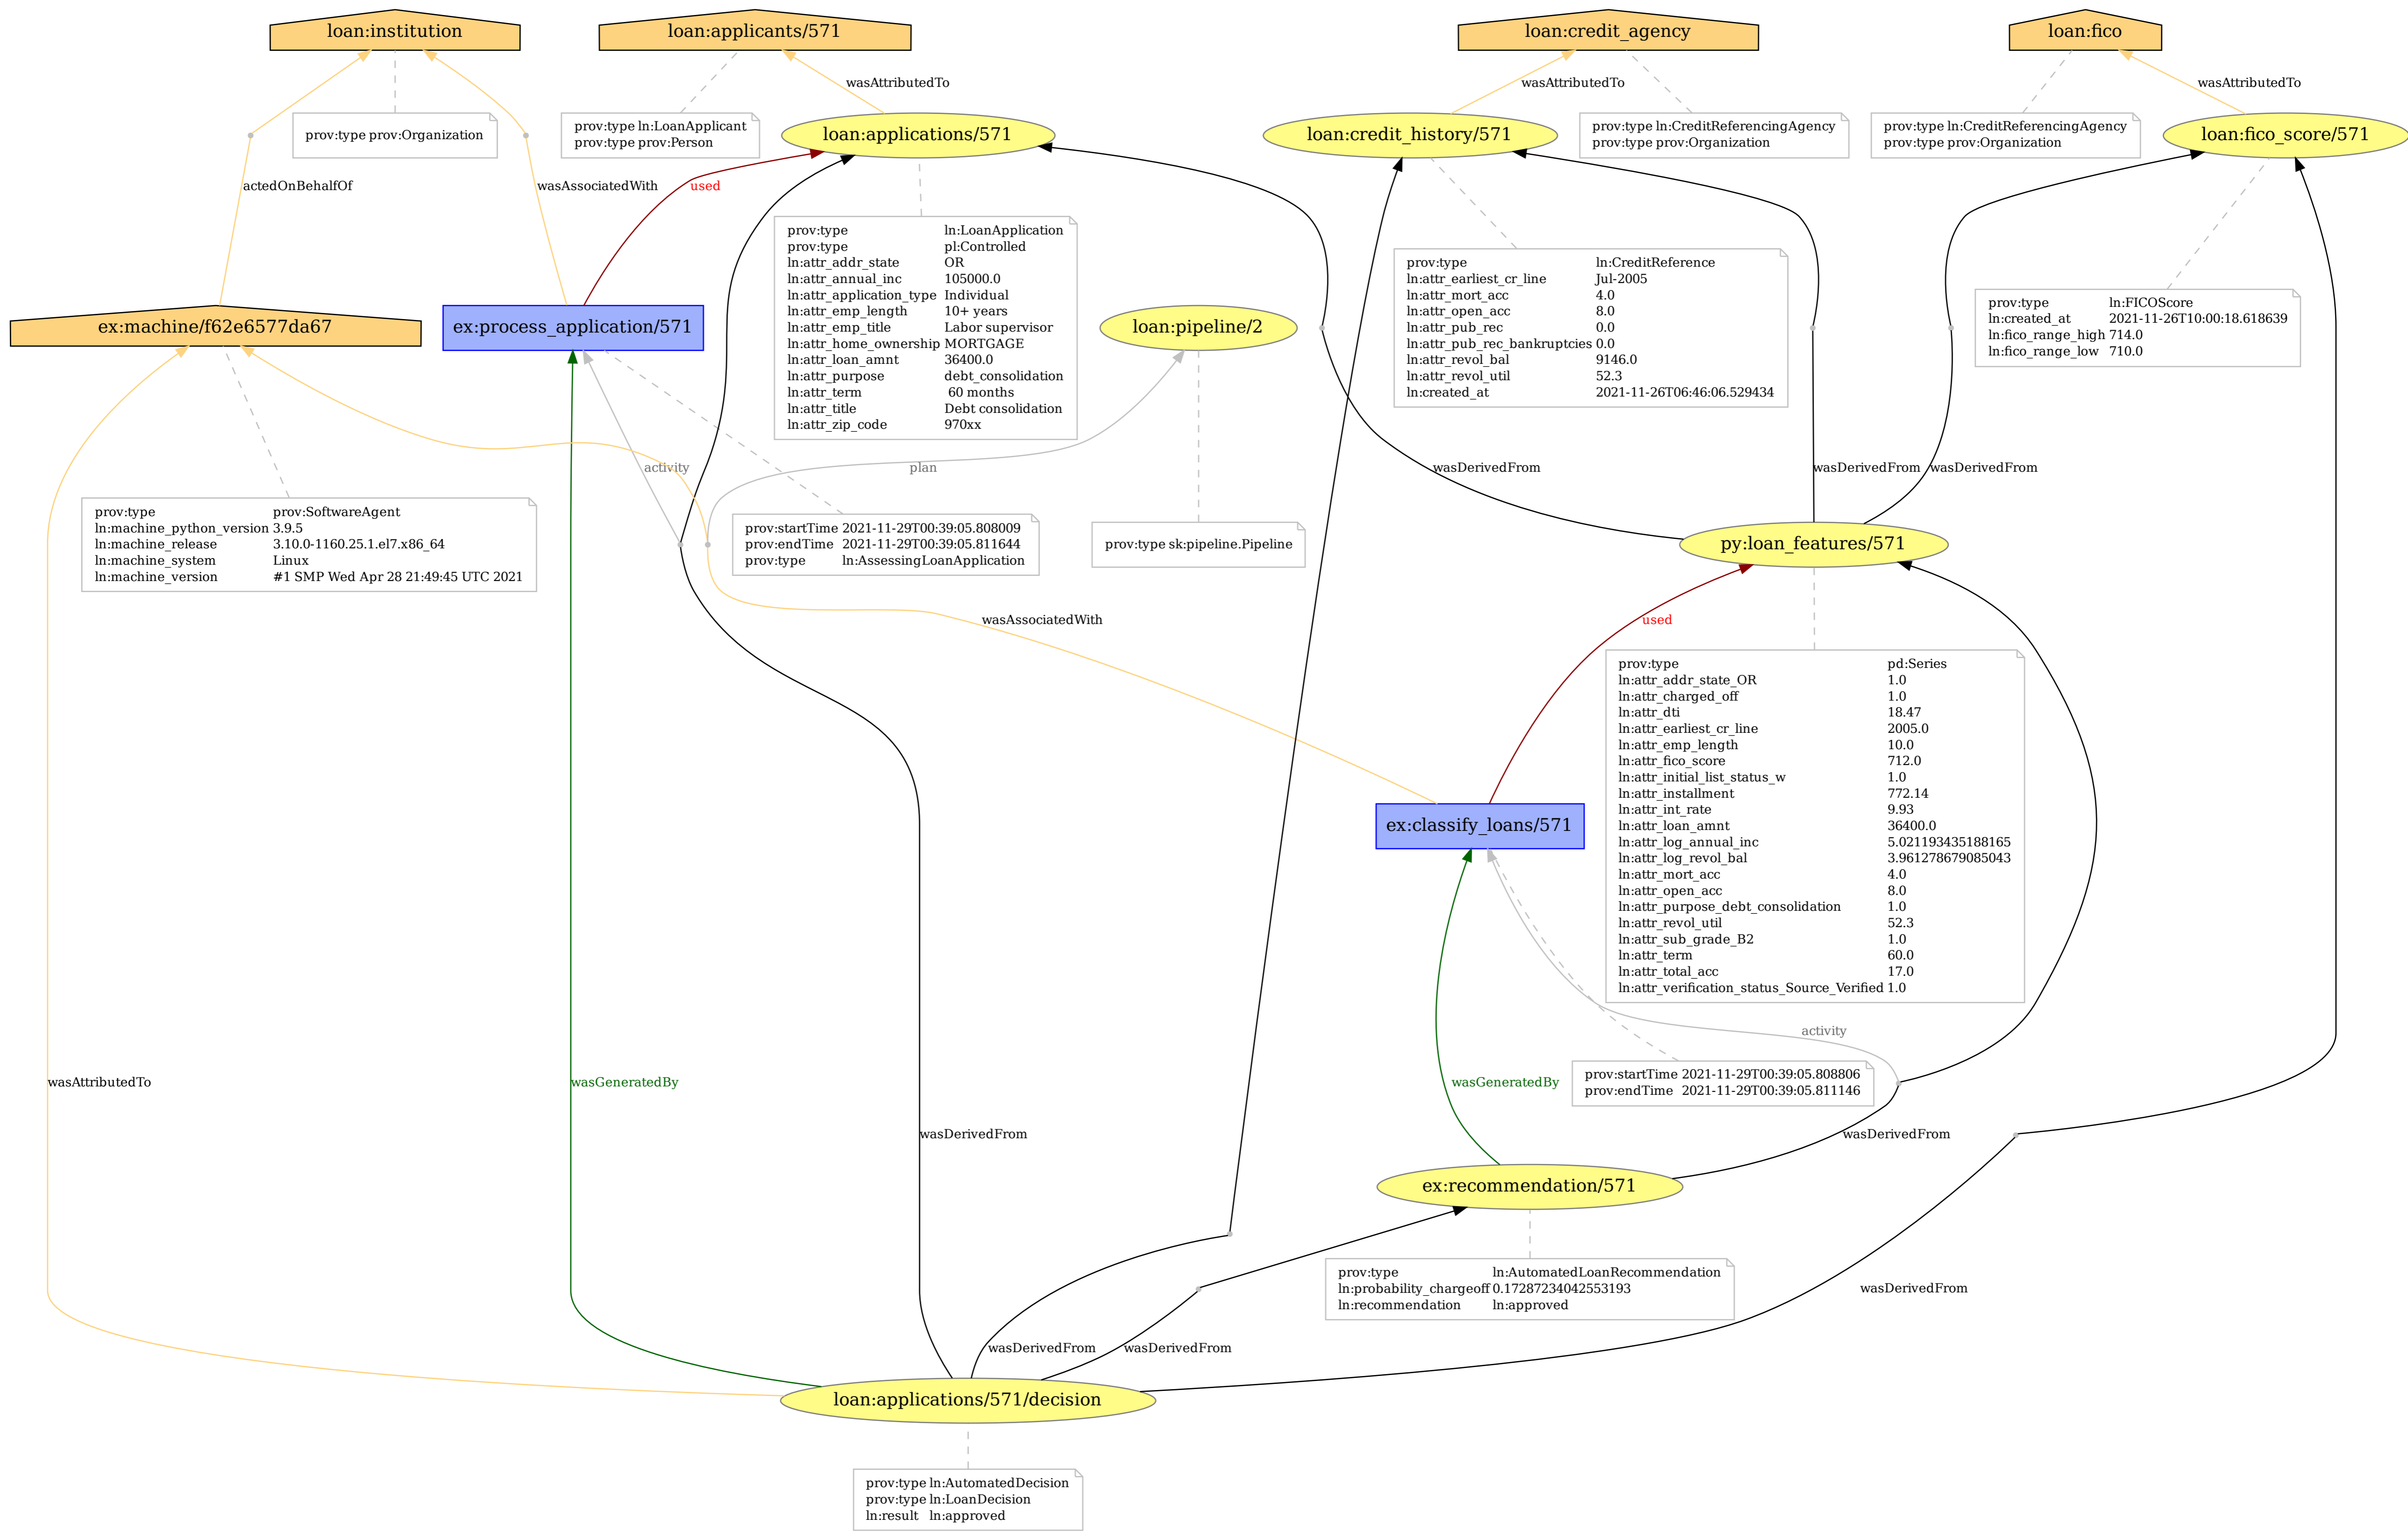 loan:institution
loan:applicants/571
loan:credit_agency
loan:fico
wasAttributedTo
wasAttributedTo
wasAttributedTo
prov:type prov:Organization
prov:type ln:LoanApplicant
prov:type prov:Person
loan:applications/571
loan:credit_history/571
prov:type ln:CreditReferencingAgency
prov:type prov:Organization
prov:type ln:CreditReferencingAgency
prov:type prov:Organization
loan:fico_score/571
actedOnBehalfOf
wasAssociatedWith
used
prov:type ln:LoanApplication
prov:type pl:Controlled
ln:attr_addr_state OR
ln:attr_annual_inc 105000.0
ln:attr_application_type Individual
ln:attr_emp_length 10+ years
ln:attr_emp_title Labor supervisor
ln:attr_home_ownership MORTGAGE
ln:attr_loan_amnt 36400.0
ln:attr_purpose debt_consolidation
ln:attr_term 60 months
ln:attr_title Debt consolidation
ln:attr_zip_code 970xx
prov:type ln:CreditReference
ln:attr_earliest_cr_line Jul-2005
ln:attr_mort_acc 4.0
ln:attr_open_acc 8.0
ln:attr_pub_rec 0.0
ln:attr_pub_rec_bankruptcies 0.0
ln:attr_revol_bal 9146.0
ln:attr_revol_util 52.3
ln:created_at 2021-11-26T06:46:06.529434
prov:type ln:FICOScore
ln:created_at 2021-11-26T10:00:18.618639
ln:fico_range_high 714.0
ln:fico_range_low 710.0
ex:machine/f62e6577da67
ex:process_application/571
loan:pipeline/2
activity
plan
wasDerivedFrom
wasDerivedFrom
wasDerivedFrom
prov:type prov:SoftwareAgent
ln:machine_python_version 3.9.5
ln:machine_release 3.10.0-1160.25.1.el7.x86_64
ln:machine_system Linux
ln:machine_version #1 SMP Wed Apr 28 21:49:45 UTC 2021
prov:startTime 2021-11-29T00:39:05.808009
prov:endTime 2021-11-29T00:39:05.811644
prov:type ln:AssessingLoanApplication
prov:type sk:pipeline.Pipeline
py:loan_features/571
wasAssociatedWith
used
prov:type pd:Series
ln:attr_addr_state_OR 1.0
ln:attr_charged_off 1.0
ln:attr_dti 18.47
ln:attr_earliest_cr_line 2005.0
ln:attr_emp_length 10.0
ln:attr_fico_score 712.0
ln:attr_initial_list_status_w 1.0
ln:attr_installment 772.14
ln:attr_int_rate 9.93
ln:attr_loan_amnt 36400.0
ln:attr_log_annual_inc 5.021193435188165
ln:attr_log_revol_bal 3.961278679085043
ln:attr_mort_acc 4.0
ln:attr_open_acc 8.0
ln:attr_purpose_debt_consolidation 1.0
ln:attr_revol_util 52.3
ln:attr_sub_grade_B2 1.0
ln:attr_term 60.0
ln:attr_total_acc 17.0
ln:attr_verification_status_Source_Verified 1.0
ex:classify_loans/571
activity
wasAttributedTo
wasGeneratedBy
wasGeneratedBy
prov:startTime 2021-11-29T00:39:05.808806
prov:endTime 2021-11-29T00:39:05.811146
wasDerivedFrom
wasDerivedFrom
ex:recommendation/571
prov:type ln:AutomatedLoanRecommendation
ln:probability_chargeoff 0.17287234042553193
ln:recommendation ln:approved
wasDerivedFrom
wasDerivedFrom
wasDerivedFrom
loan:applications/571/decision
prov:type ln:AutomatedDecision
prov:type ln:LoanDecision
ln:result ln:approved